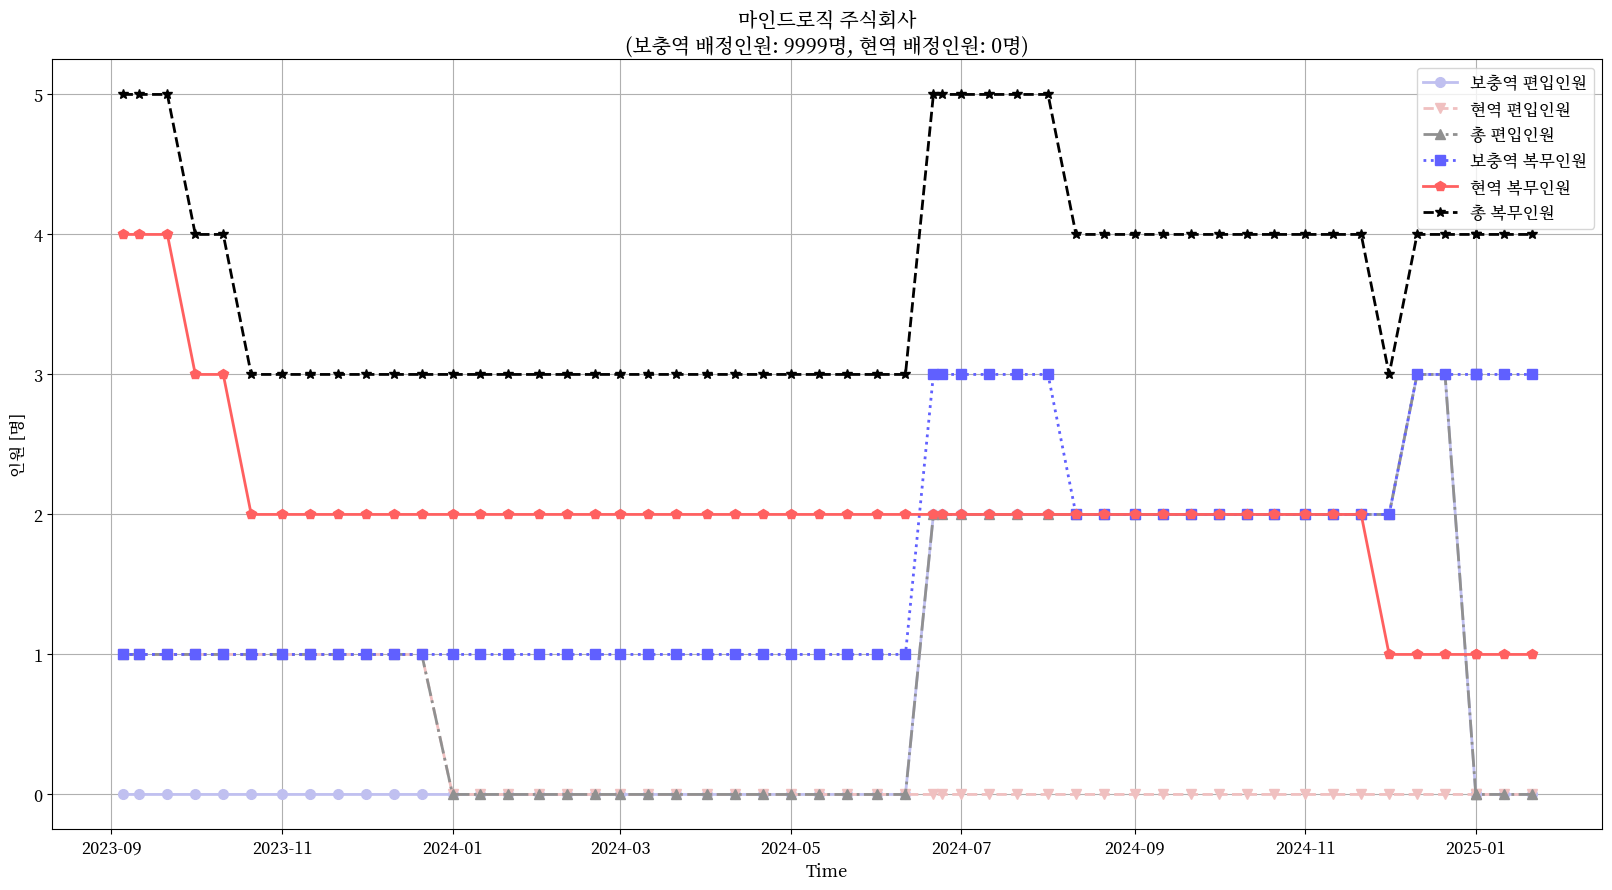 마인드로직 주식회사
(보충역 배정인원: 9999명, 현역 배정인원: 0명)
보충역 편입인원
현역 편입인원
총 편입인원
보충역 복무인원
현역 복무인원
총 복무인원
인원 [명]
5
4
3
2
1
0
2023-09
2023-11
2024-01
2024-03
2024-05
2024-07
2024-09
2024-11
2025-01
Time